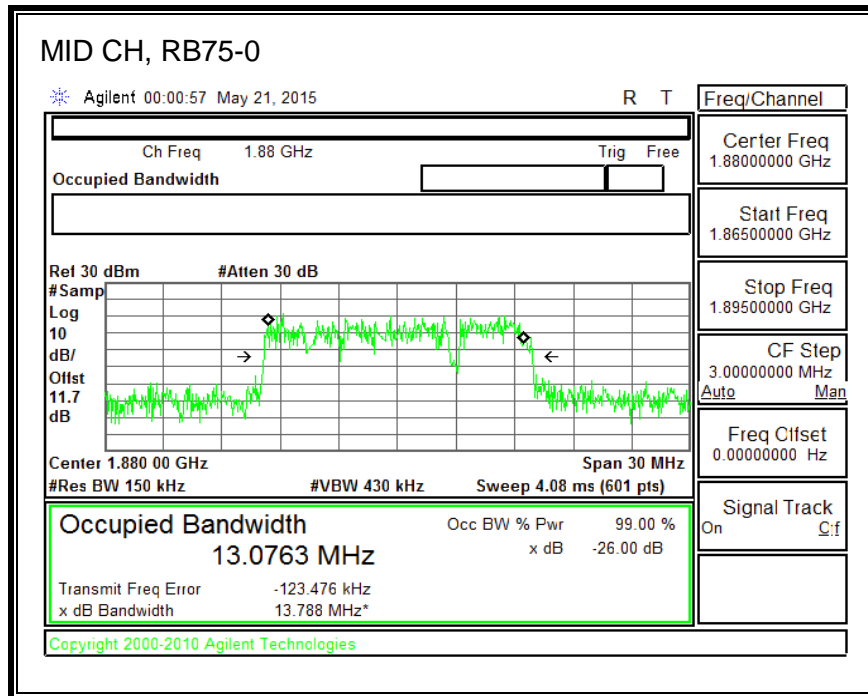 MID CH, RB75-0
Agilent 00:00:57 May 21, 2015 R T
Freq/Channel
Ch Freq 1.88 GHz Trig Free
Occupied Bandwidth
Center Freq
1.88000000 GHz
Start Freq
1.86500000 GHz
Stop Freq
1.89500000 GHz
CF Step
3.00000000 MHz
Auto Man
Freq Offset
0.00000000 Hz
Signal Track
On Off
Ref 30 dBm #Atten 30 dB
#Samp
Log
10
dB/
Offst
11.7
dB
Center 1.880 00 GHz Span 30 MHz
#Res BW 150 kHz #VBW 430 kHz Sweep 4.08 ms (601 pts)
Occupied Bandwidth
13.0763 MHz
Occ BW % Pwr 99.00 %
x dB -26.00 dB
Transmit Freq Error -123.476 kHz
x dB Bandwidth 13.788 MHz*
Copyright 2000-2010 Agilent Technologies